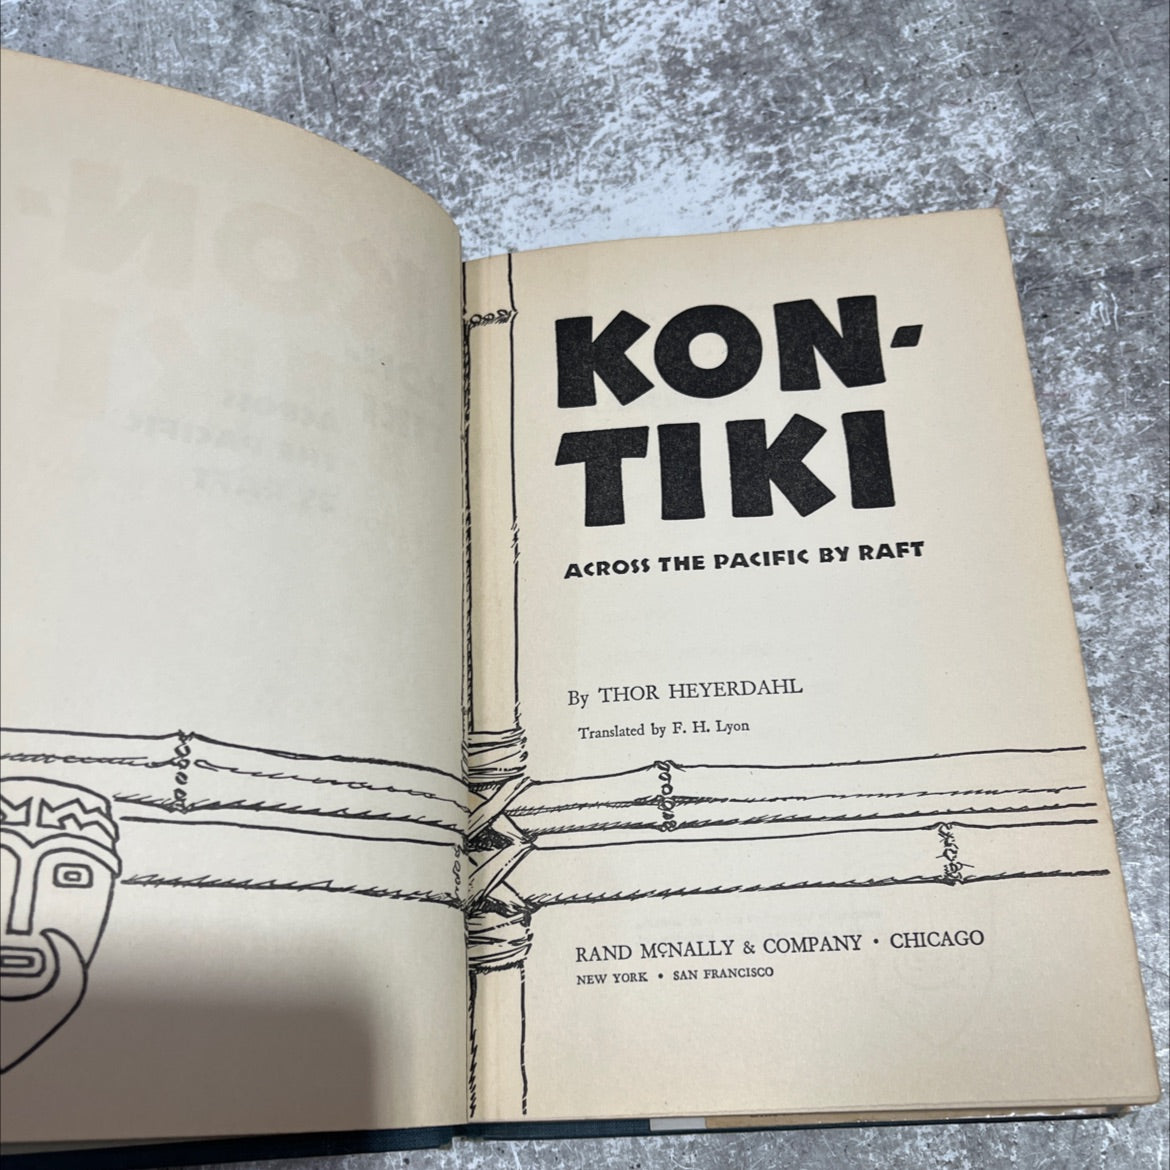 KON-
TIKI
ACROSS THE PACIFIC BY RAFT
By THOR HEYERDAHL
Translated by F. H. Lyon
RAND McNALLY & COMPANY • CHICAGO
NEW YORK • SAN FRANCISCO